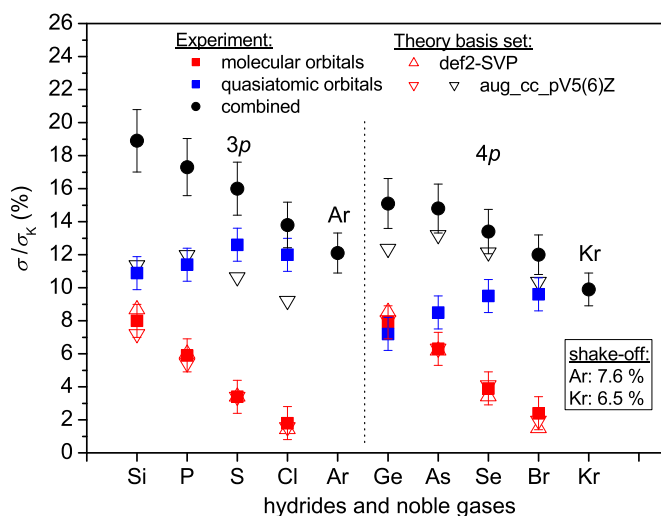 26
24
22
20
18
16
14
12
10
8
6
4
2
0
σ/σK (%)
Experiment:
molecular orbitals
quasiatomic orbitals
combined
Theory basis set:
def2-SVP
aug_cc_pV5(6)Z
3p
4p
Ar
Kr
shake-off:
Ar: 7.6 %
Kr: 6.5 %
Si P S Cl Ar Ge As Se Br Kr
hydrides and noble gases